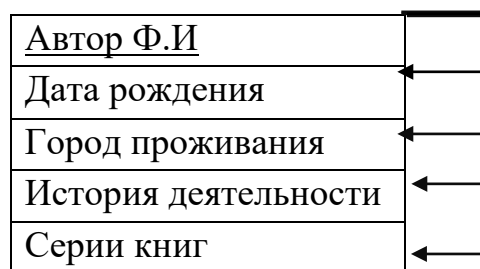 Автор Ф.И
Дата рождения
Город проживания
История деятельности
Серии книг